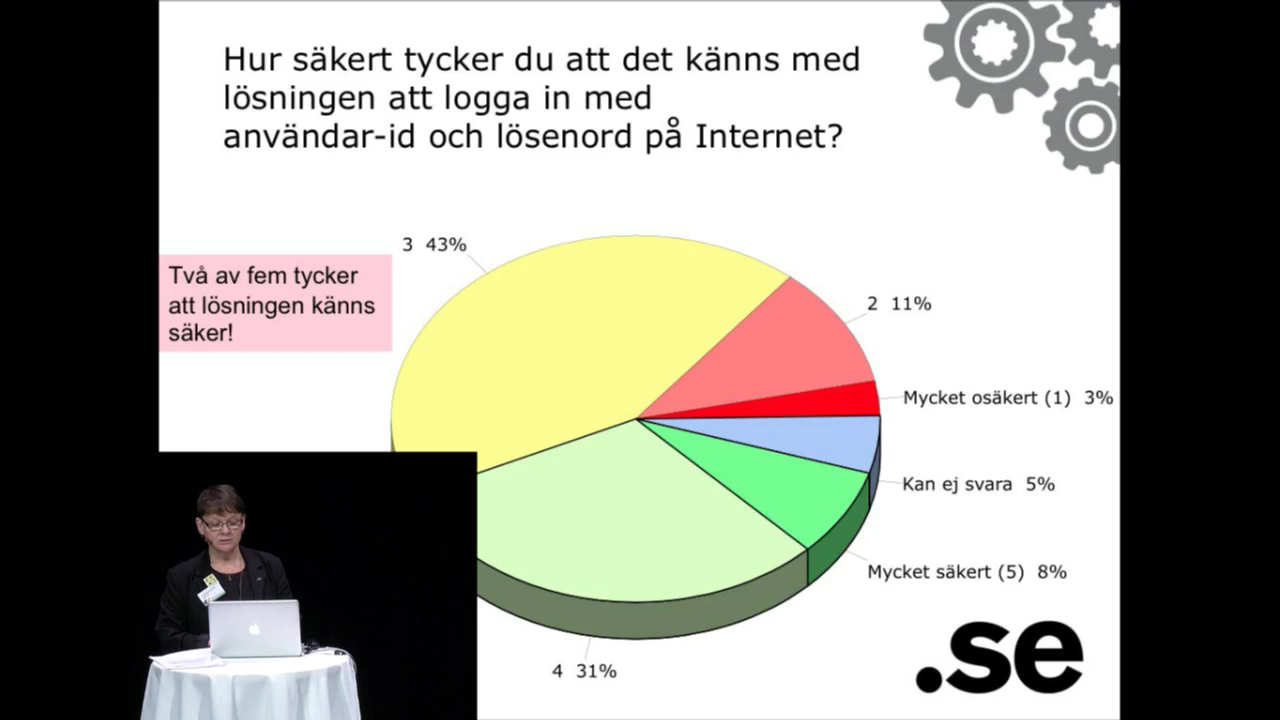 Hur säkert tycker du att det känns med
lösningen att logga in med
användar-id och lösenord på Internet?
3 43%
Två av fem tycker
att lösningen känns
säker!
2 11%
Mycket osäkert (1) 3%
Kan ej svara 5%
Mycket säkert (5) 8%
4 31%
.se